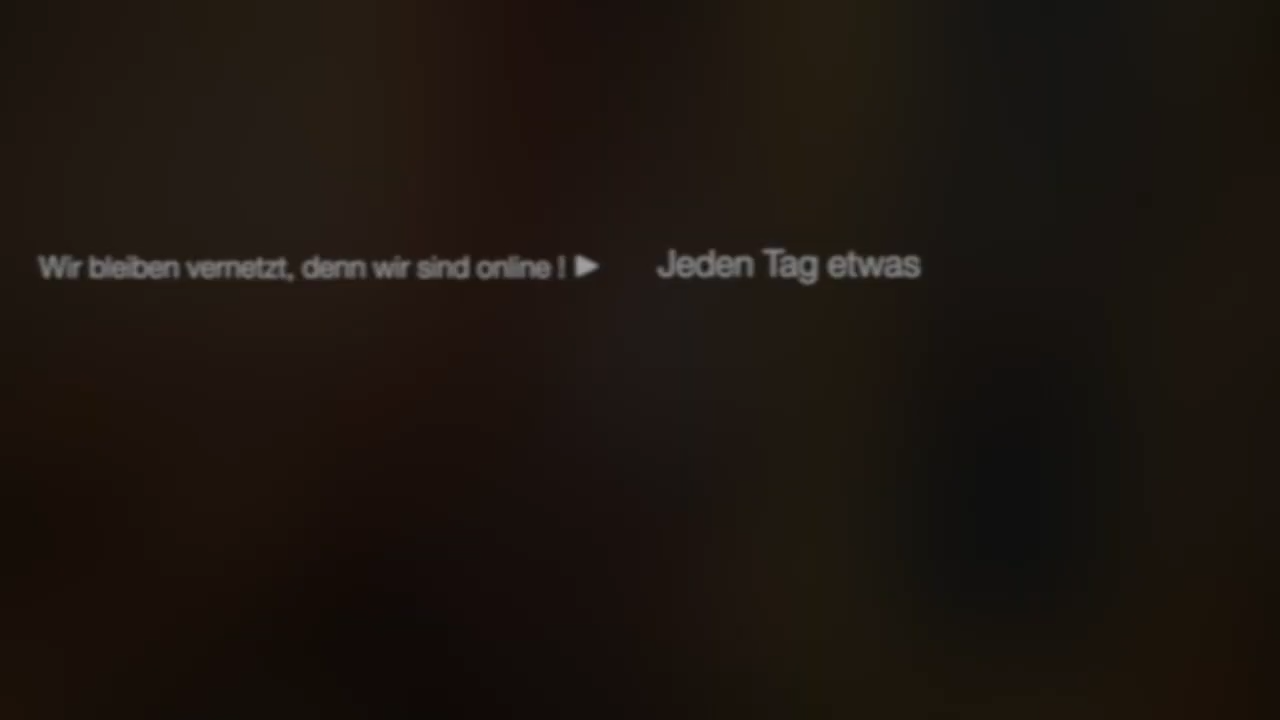 Wir bleiben vernetzt, denn wir sind online ! ▶ Jeden Tag etwas